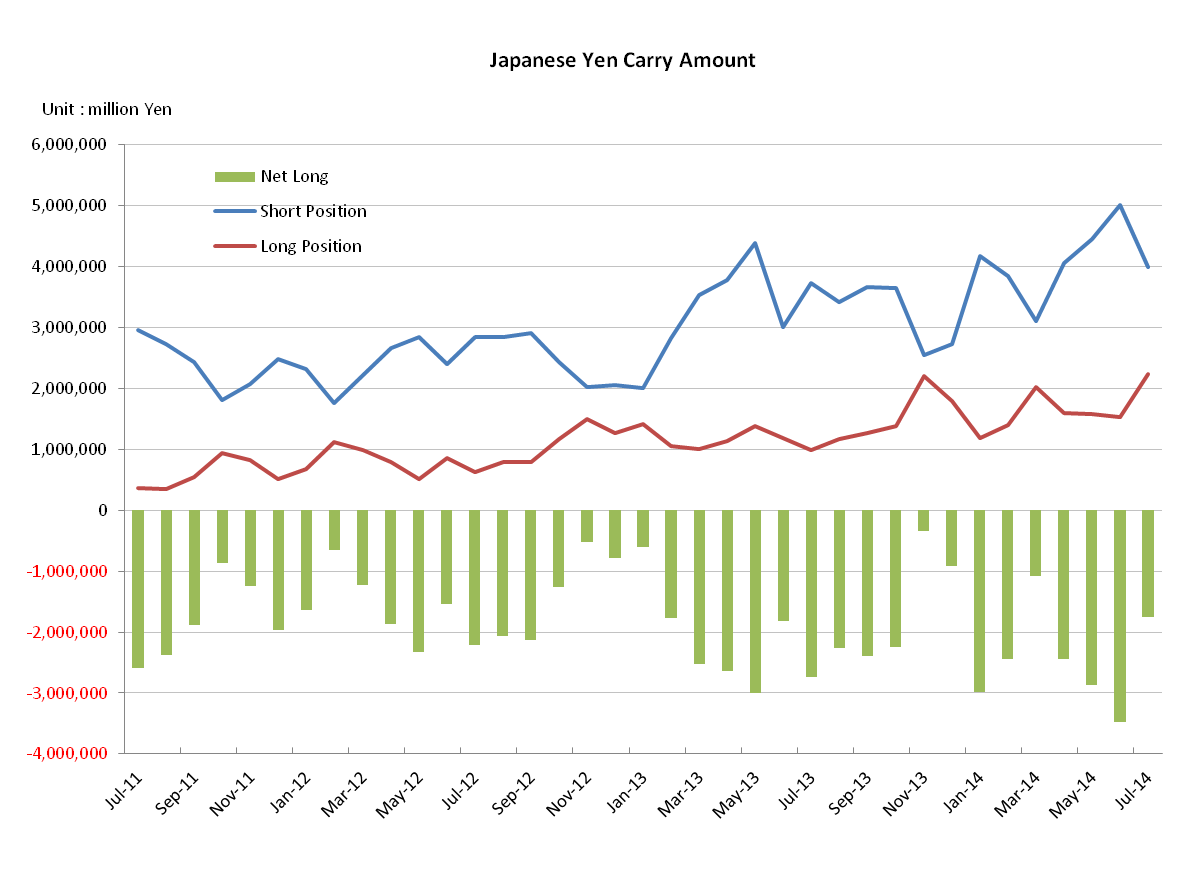 Japanese Yen Carry Amount
Unit : million Yen
6,000,000
5,000,000
4,000,000
3,000,000
2,000,000
1,000,000
0
-1,000,000
-2,000,000
-3,000,000
-4,000,000
Net Long
Short Position
Long Position
Jul-11
Sep-11
Nov-11
Jan-12
Mar-12
May-12
Jul-12
Sep-12
Nov-12
Jan-13
Mar-13
May-13
Jul-13
Sep-13
Nov-13
Jan-14
Mar-14
May-14
Jul-14